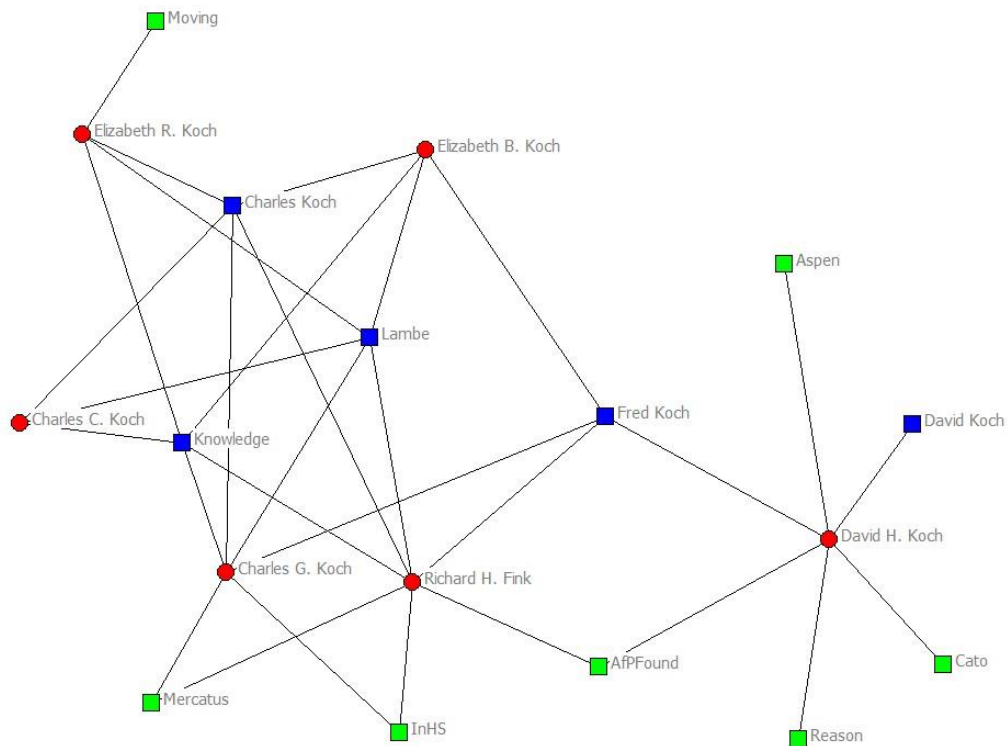 Moving
Elizabeth R. Koch
Elizabeth B. Koch
Charles Koch
Aspen
Lambe
Charles C. Koch
Fred Koch
David Koch
Knowledge
David H. Koch
Charles G. Koch
Richard H. Fink
AfPFound
Cato
Mercatus
InHS
Reason